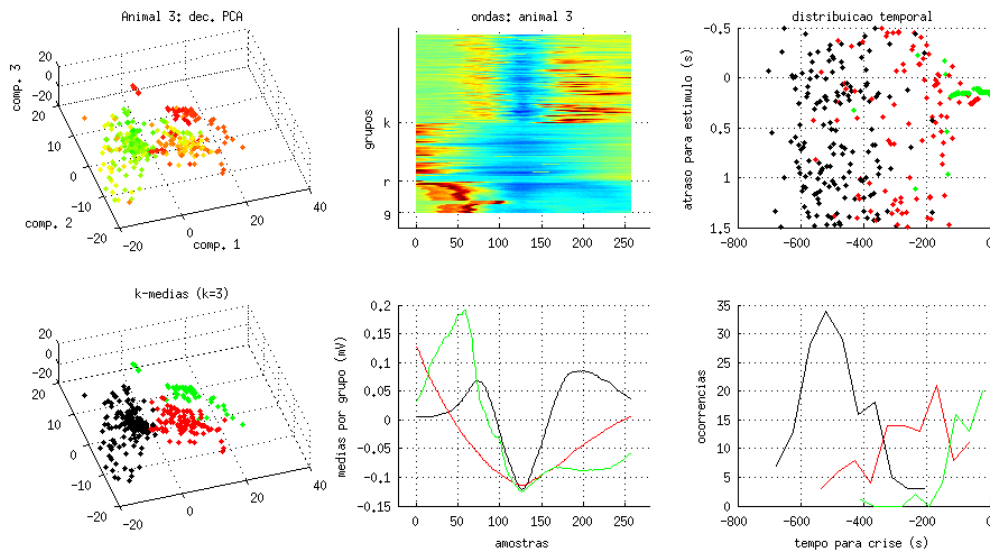 Animal 3: dec. PCA
20
0
-20
comp. 3
10
0
-10
-20
comp. 2
-20
0
20
40
comp. 1
ondas: animal 3
grupos
k
r
g
0 50 100 150 200 250
distribuicao temporal
atraso para estimulo (s)
-0.5
0
0.5
1
1.5
-800 -600 -400 -200 0
k-medias (k=3)
20
0
-20
20
10
0
-10
-20
-20
0
20
40
medias por grupo (mV)
0.2
0.15
0.1
0.05
0
-0.05
-0.1
-0.15
0 50 100 150 200 250
amostras
ocorrencias
35
30
25
20
15
10
5
0
-800 -600 -400 -200 0
tempo para crise (s)